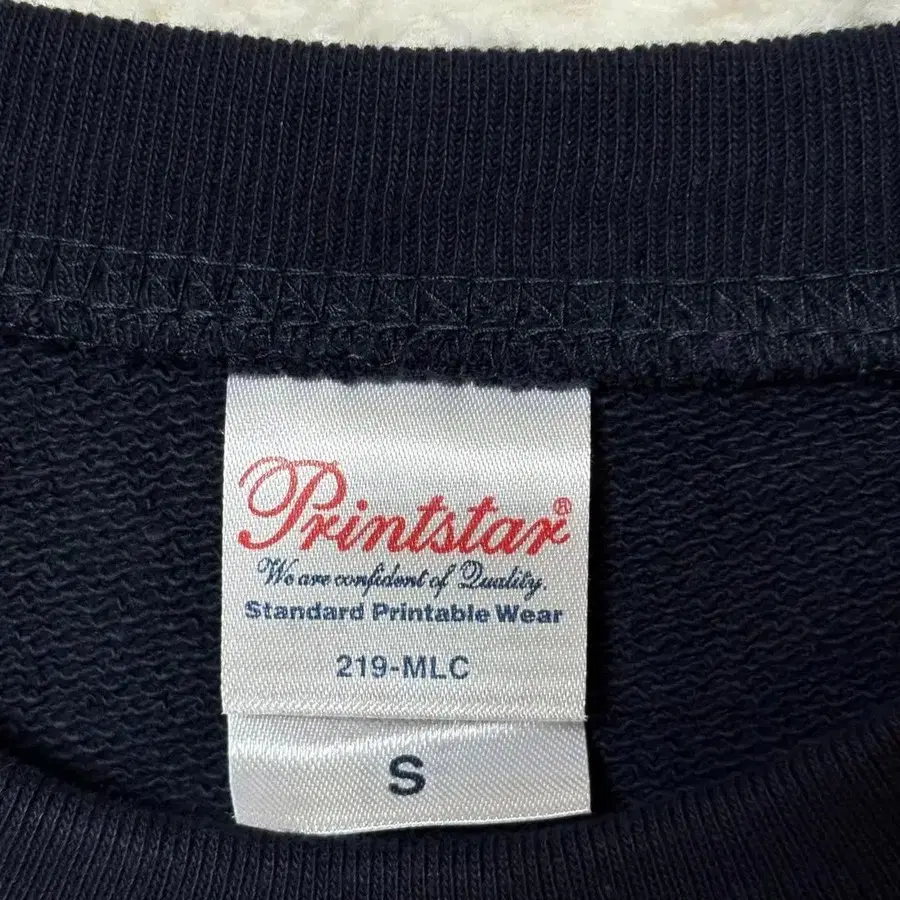 Printstar®
We are confident of Quality.
Standard Printable Wear
219-MLC
S